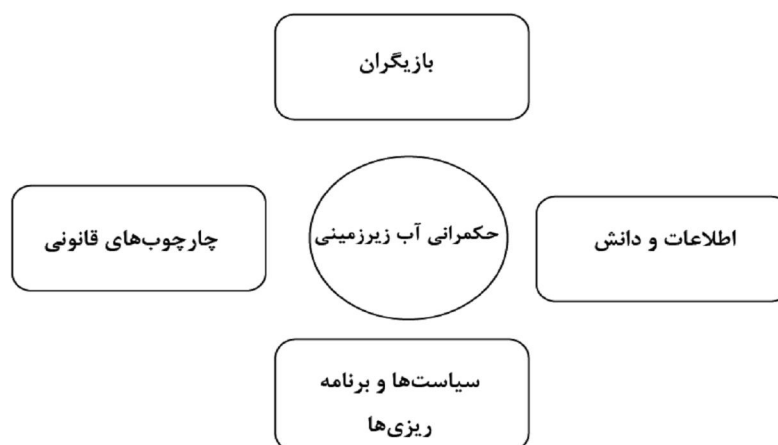 بازیگران
اطلاعات و دانش
حکمرانی آب زیرزمینی
چارچوب‌های قانونی
سیاست‌ها و برنامه
ریزی‌ها